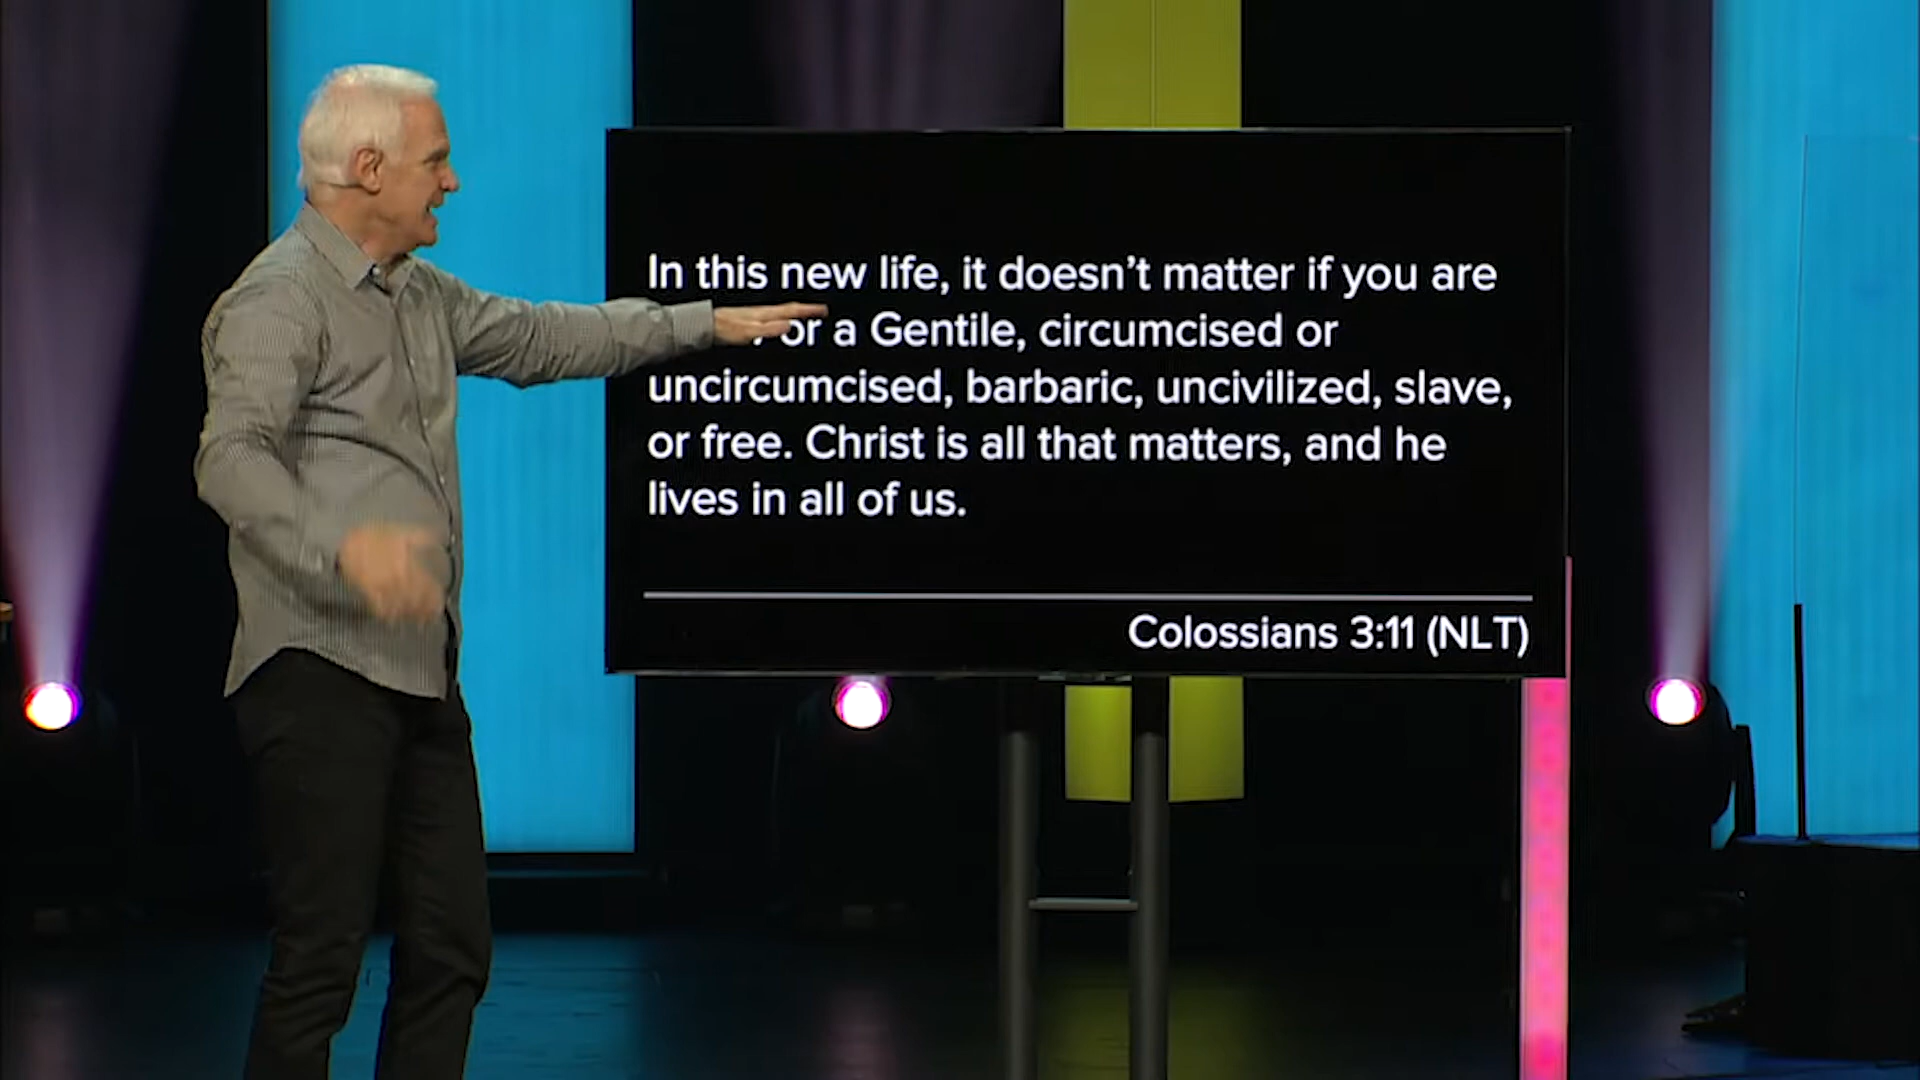 In this new life, it doesn't matter if you are
or a Gentile, circumcised or
uncircumcised, barbaric, uncivilized, slave,
or free. Christ is all that matters, and he
lives in all of us.
Colossians 3:11 (NLT)